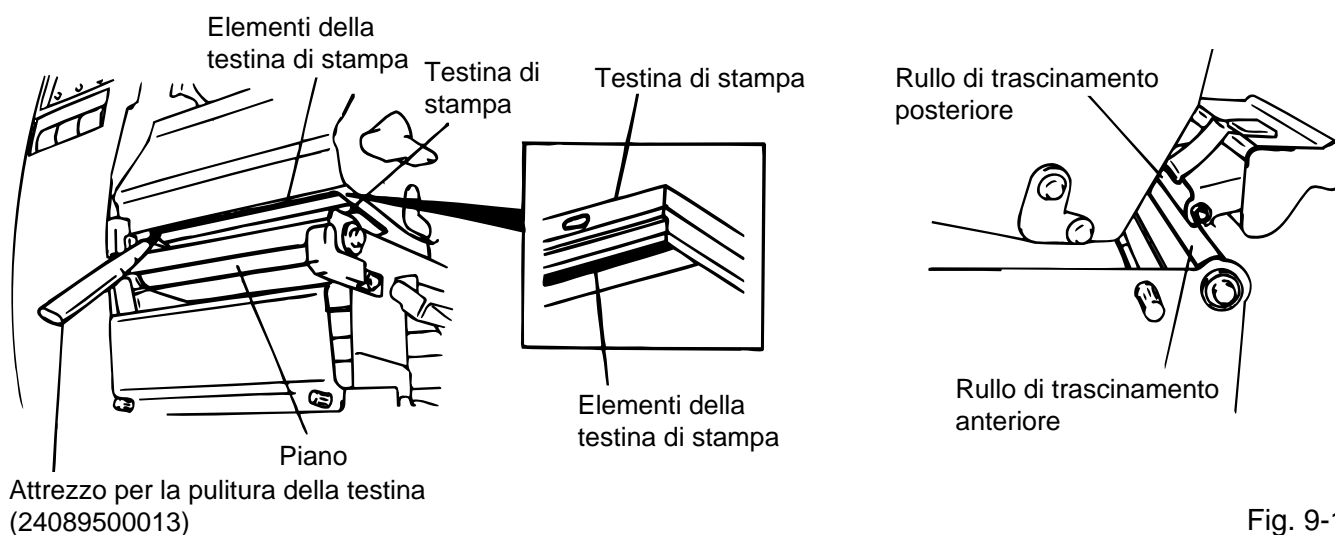 Elementi della
testina di stampa
Testina di
stampa
Testina di stampa
Elementi della
testina di stampa
Piano
Attrezzo per la pulitura della testina
(24089500013)
Rullo di trascinamento
posteriore
Rullo di trascinamento
anteriore
Fig. 9-1